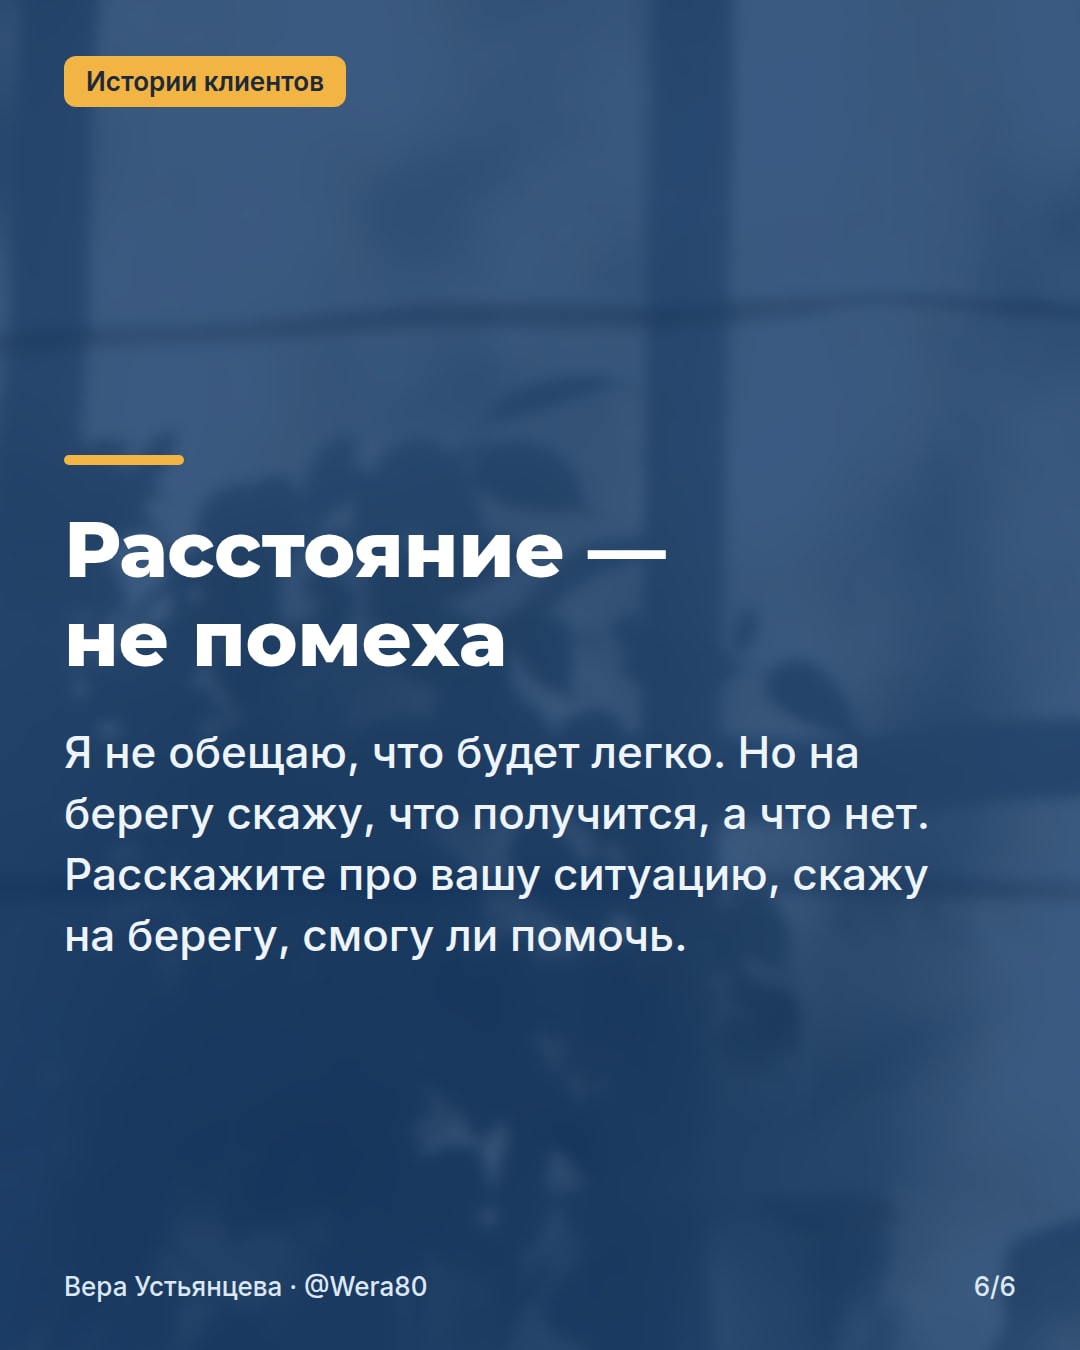 Истории клиентов
Расстояние —
не помеха
Я не обещаю, что будет легко. Но на
берегу скажу, что получится, а что нет.
Расскажите про вашу ситуацию, скажу
на берегу, смогу ли помочь.
Вера Устьянцева · @Wera80
6/6